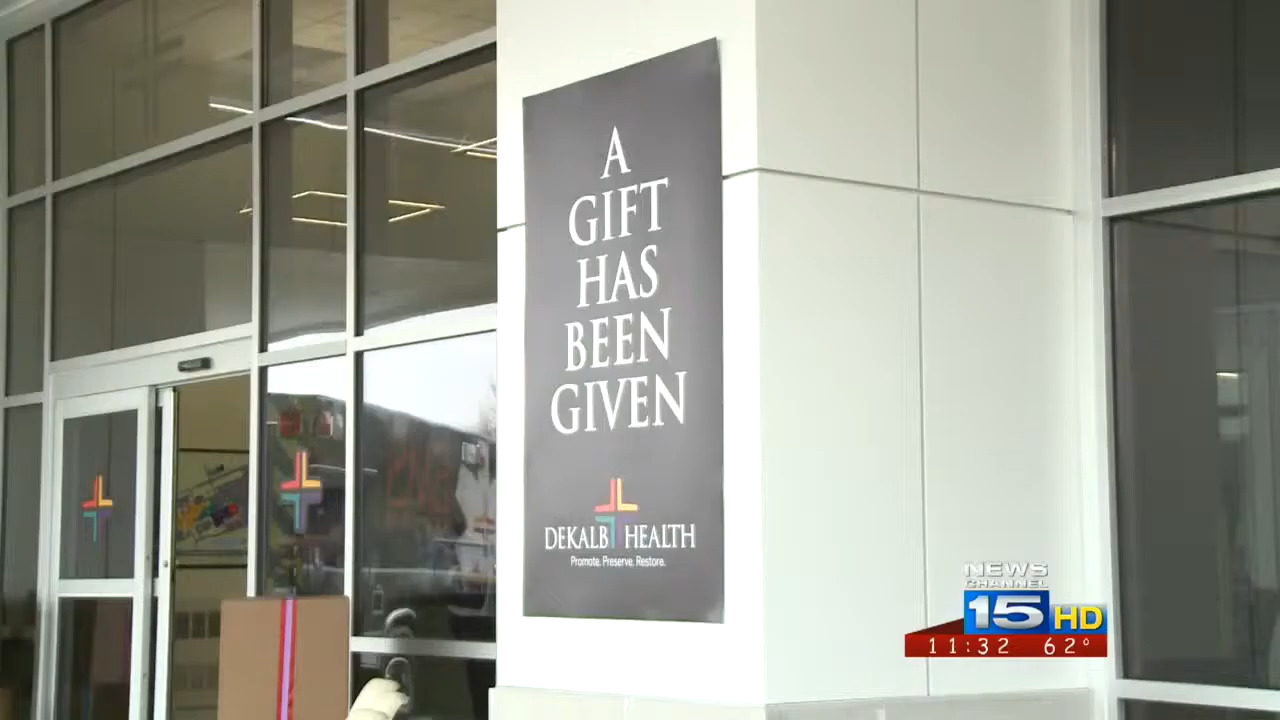 A
GIFT
HAS
BEEN
GIVEN
DEKALB HEALTH
Promote. Preserve. Restore.
NEWS
CHANNEL
15 HD
11:32 62°